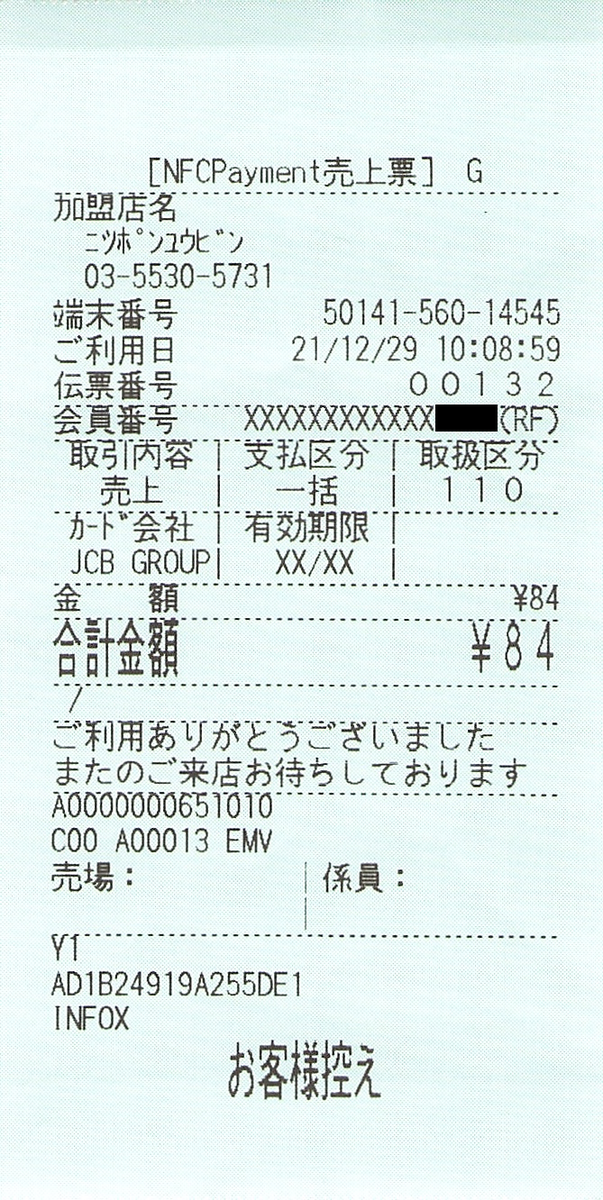 [NFCPayment売上票] G
加盟店名
ﾆﾂﾎﾟﾝﾕｳﾋﾞﾝ
03-5530-5731
端末番号 50141-560-14545
ご利用日 21/12/29 10:08:59
伝票番号 00132
会員番号 XXXXXXXXXXXX (RF)
取引内容 | 支払区分 | 取扱区分
売上 | 一括 | 110
ｶｰﾄﾞ会社 | 有効期限 |
JCB GROUP| XX/XX |
金 額 ¥84
合計金額 ¥84
/
ご利用ありがとうございました
またのご来店お待ちしております
A0000000651010
C00 A00013 EMV
売場： | 係員：
Y1
AD1B24919A255DE1
INFOX
お客様控え